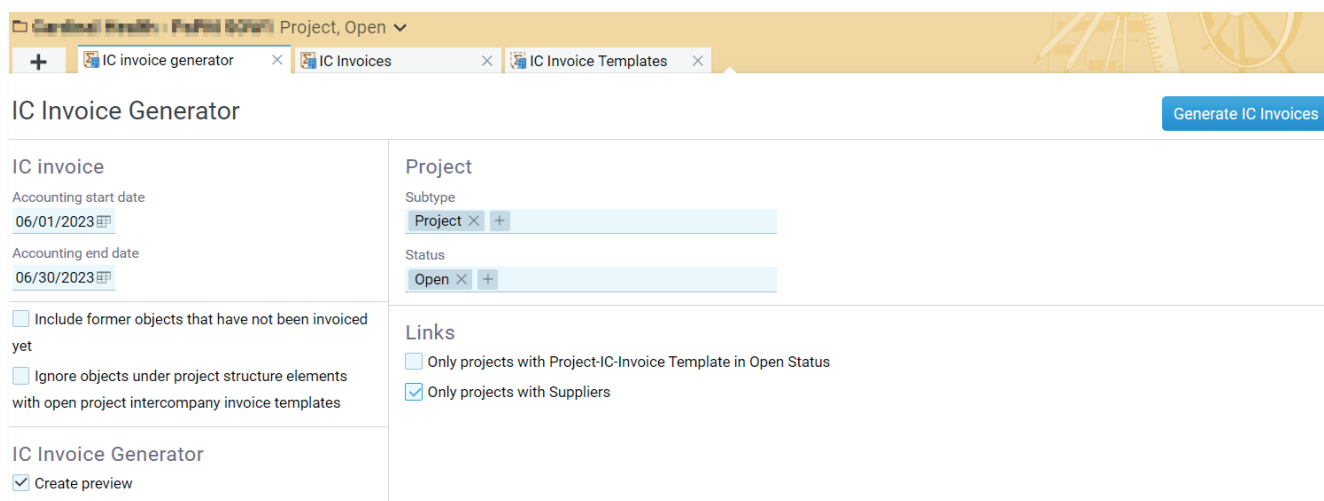 Project, Open
+ IC invoice generator × IC Invoices × IC Invoice Templates ×
IC Invoice Generator
Generate IC Invoices
IC invoice
Accounting start date
06/01/2023
Accounting end date
06/30/2023
Include former objects that have not been invoiced
yet
Ignore objects under project structure elements
with open project intercompany invoice templates
IC Invoice Generator
Create preview
Project
Subtype
Project × +
Status
Open × +
Links
Only projects with Project-IC-Invoice Template in Open Status
Only projects with Suppliers